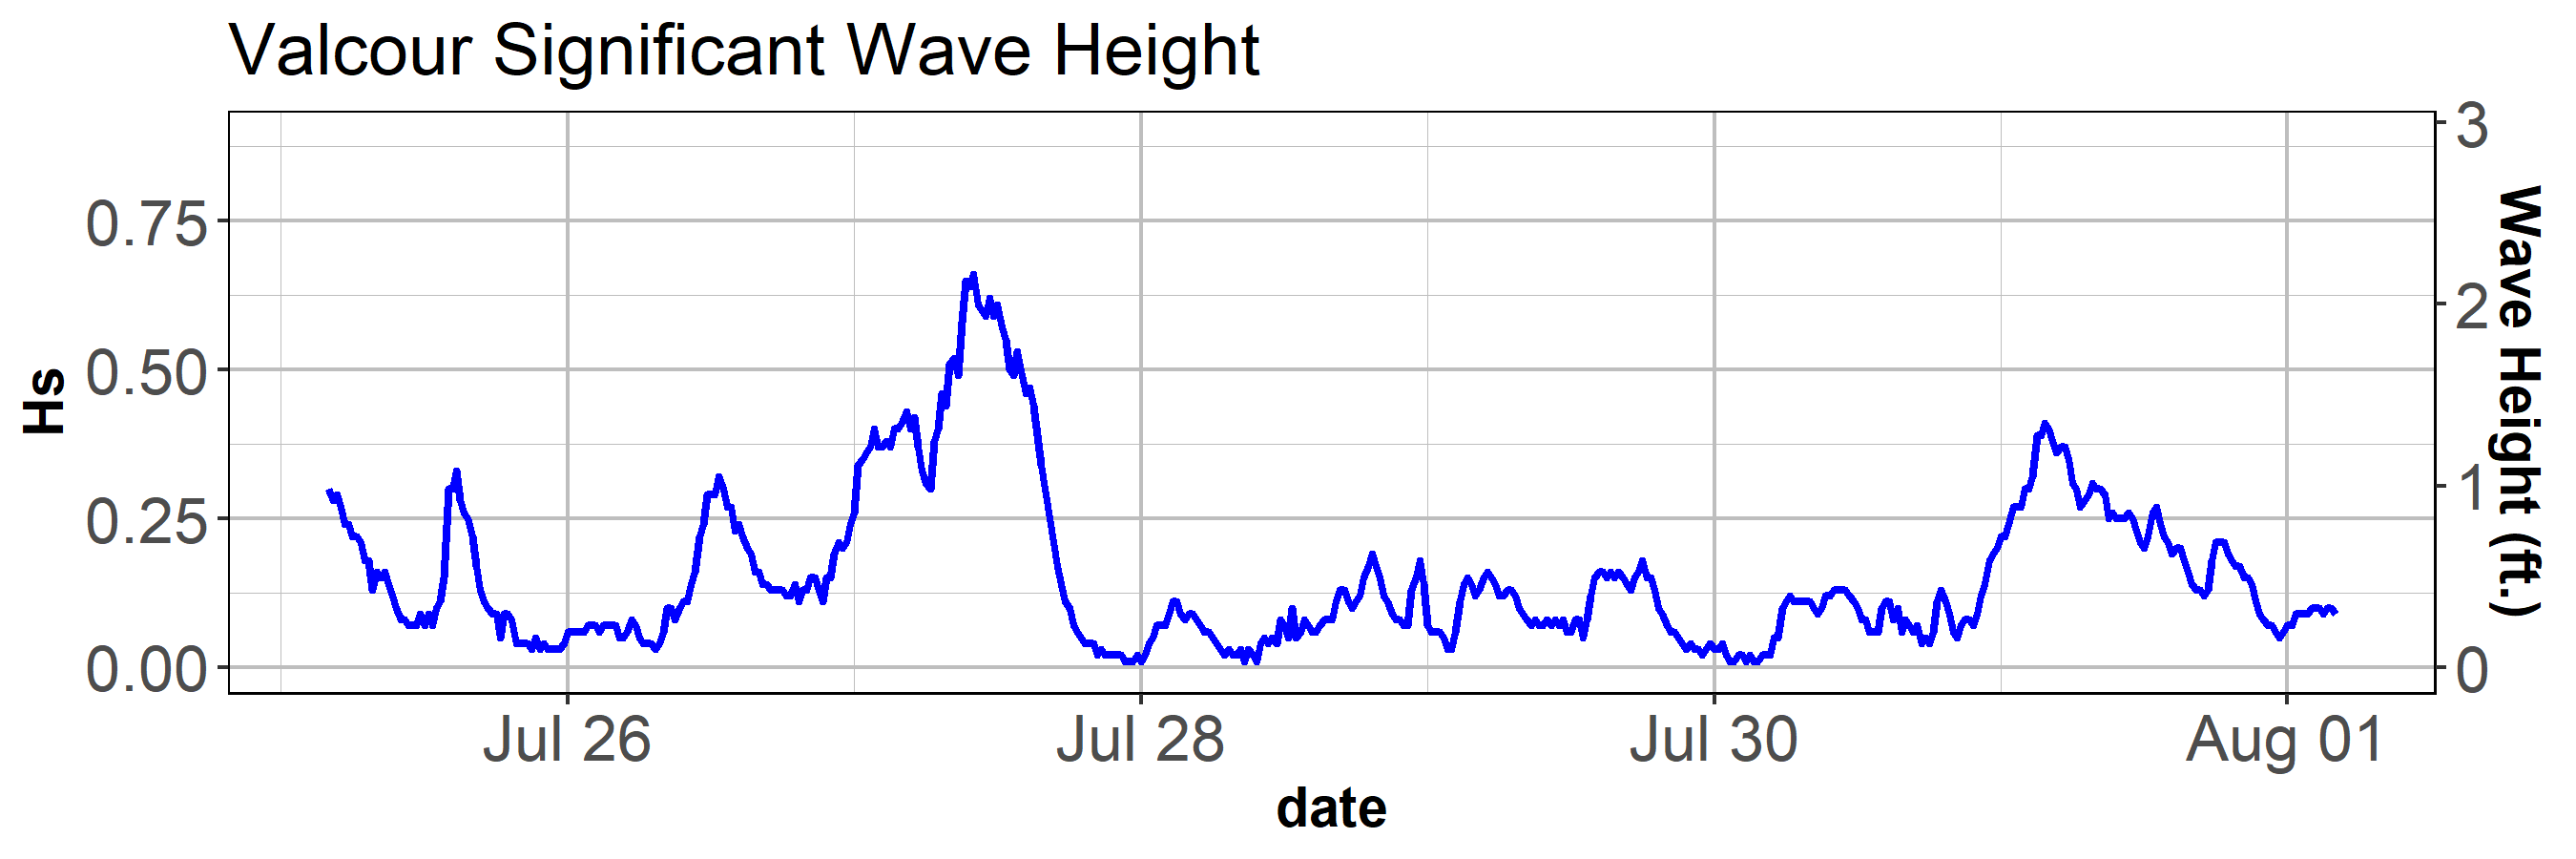 Valcour Significant Wave Height
Hs
0.75
0.50
0.25
0.00
3
2
1
0
Wave Height (ft.)
Jul 26
Jul 28
Jul 30
Aug 01
date